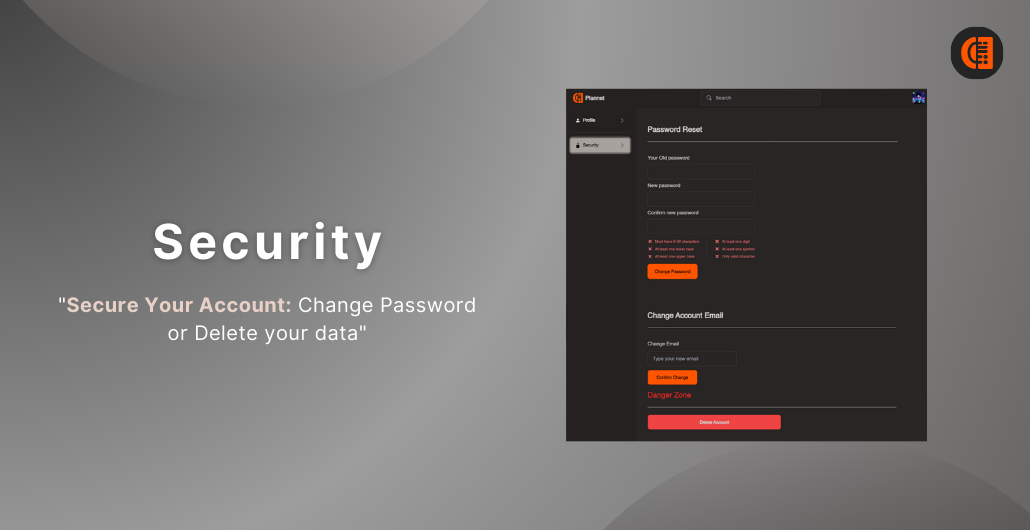 Security
"Secure Your Account: Change Password
or Delete your data"
Plannet
Search
Profile
Security
Password Reset
Your Old password
New password
Confirm new password
Must have 8-30 characters
At least one lower case
At least one upper case
At least one digit
At least one symbol
Only valid character
Change Password
Change Account Email
Change Email
Type your new email
Confirm Change
Danger Zone
Delete Account